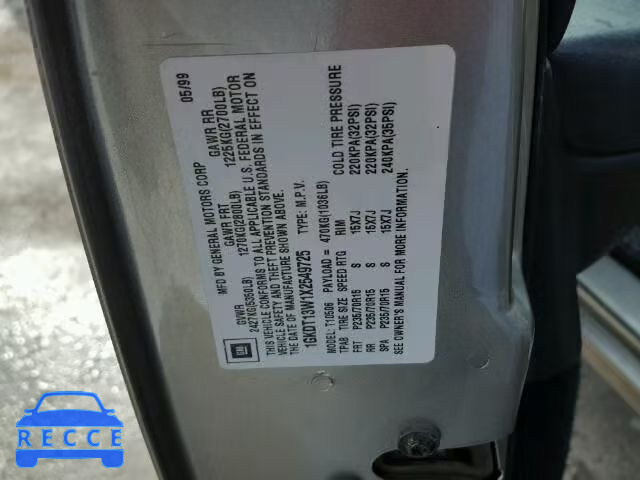 MFD BY GENERAL MOTORS CORP 05/99
GVWR GAWR FRT GAWR RR
2427KG(5350LB) 1270KG(2800LB) 1225KG(2700LB)
THIS VEHICLE CONFORMS TO ALL APPLICABLE U.S. FEDERAL MOTOR
VEHICLE SAFETY AND THEFT PREVENTION STANDARDS IN EFFECT ON
THE DATE OF MANUFACTURE SHOWN ABOVE.
1GKDT13W1X2549725 TYPE: M.P.V.
MODEL: T10506 PAYLOAD = 470KG(1036LB)
TPAB TIRE SIZE SPEED RTG RIM COLD TIRE PRESSURE
FRT P235/70R15 S 15X7J 220KPA(32PSI)
RR P235/70R15 S 15X7J 220KPA(32PSI)
SPA P235/70R15 S 15X7J 240KPA(35PSI)
SEE OWNER'S MANUAL FOR MORE INFORMATION.
GM
RECCE